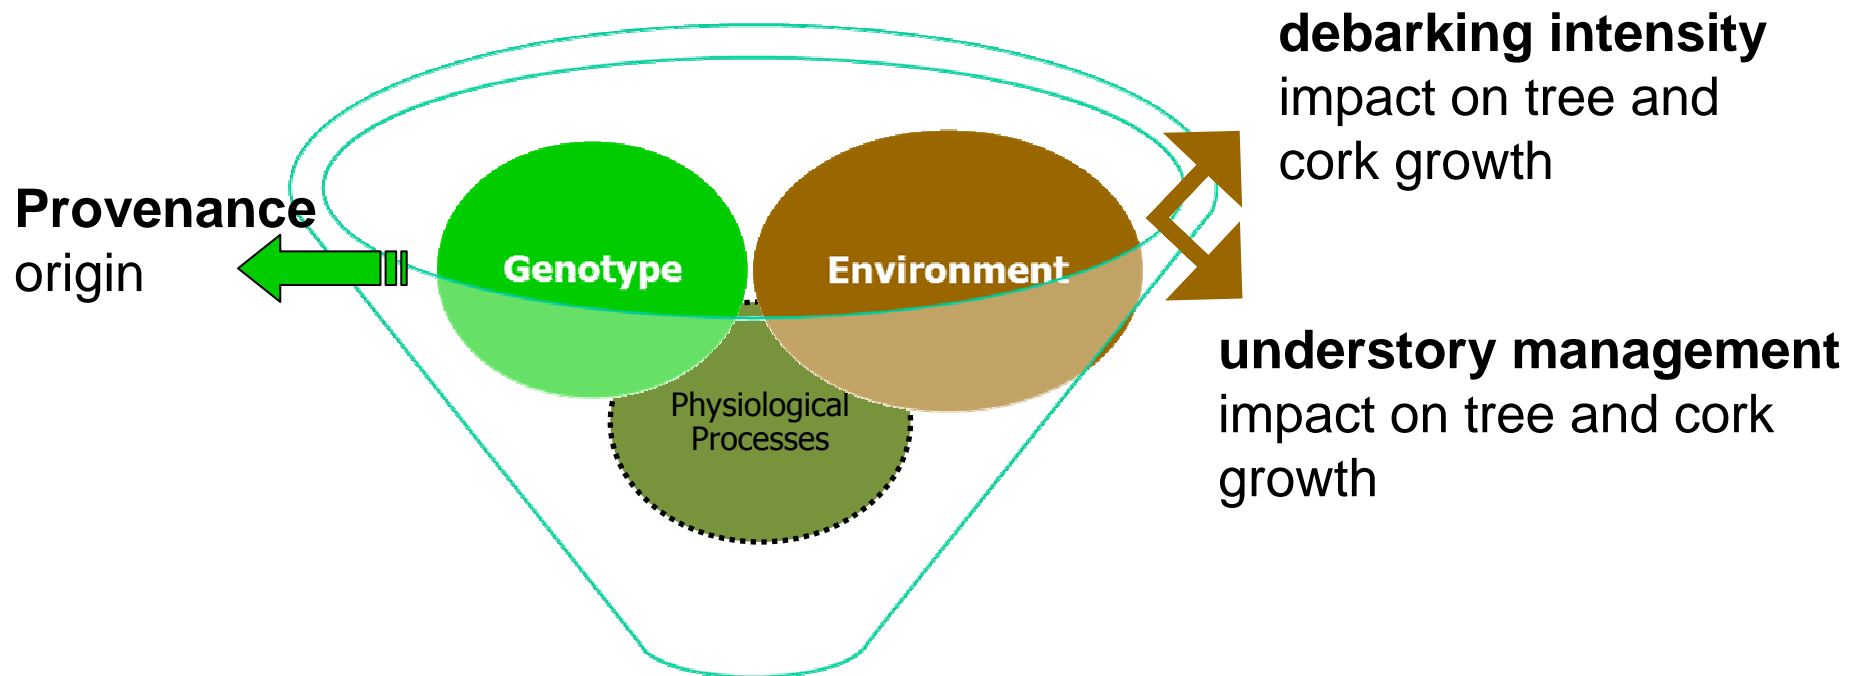 debarking intensity
impact on tree and
cork growth
Provenance
origin
Genotype
Environment
Physiological
Processes
understory management
impact on tree and cork
growth